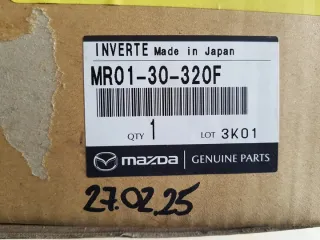 INVERTE Made in Japan
MR01-30-320F
QTY 1 LOT 3K01
mazda GENUINE PARTS
27.02.25